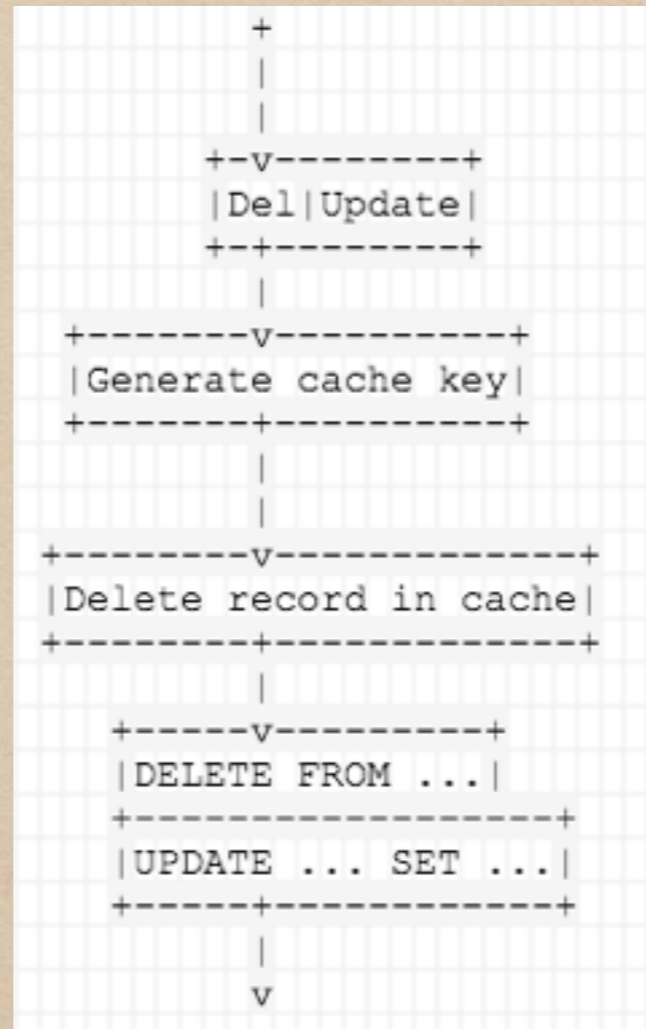 +
|
|
+-v---------+
|Del|Update|
+-+---------+
|
+-------v----------+
|Generate cache key|
+-------+----------+
|
|
+--------v-------------+
|Delete record in cache|
+--------+-------------+
|
+-----v---------+
|DELETE FROM ...|
+------------------+
|UPDATE ... SET ...|
+-----+------------+
|
v